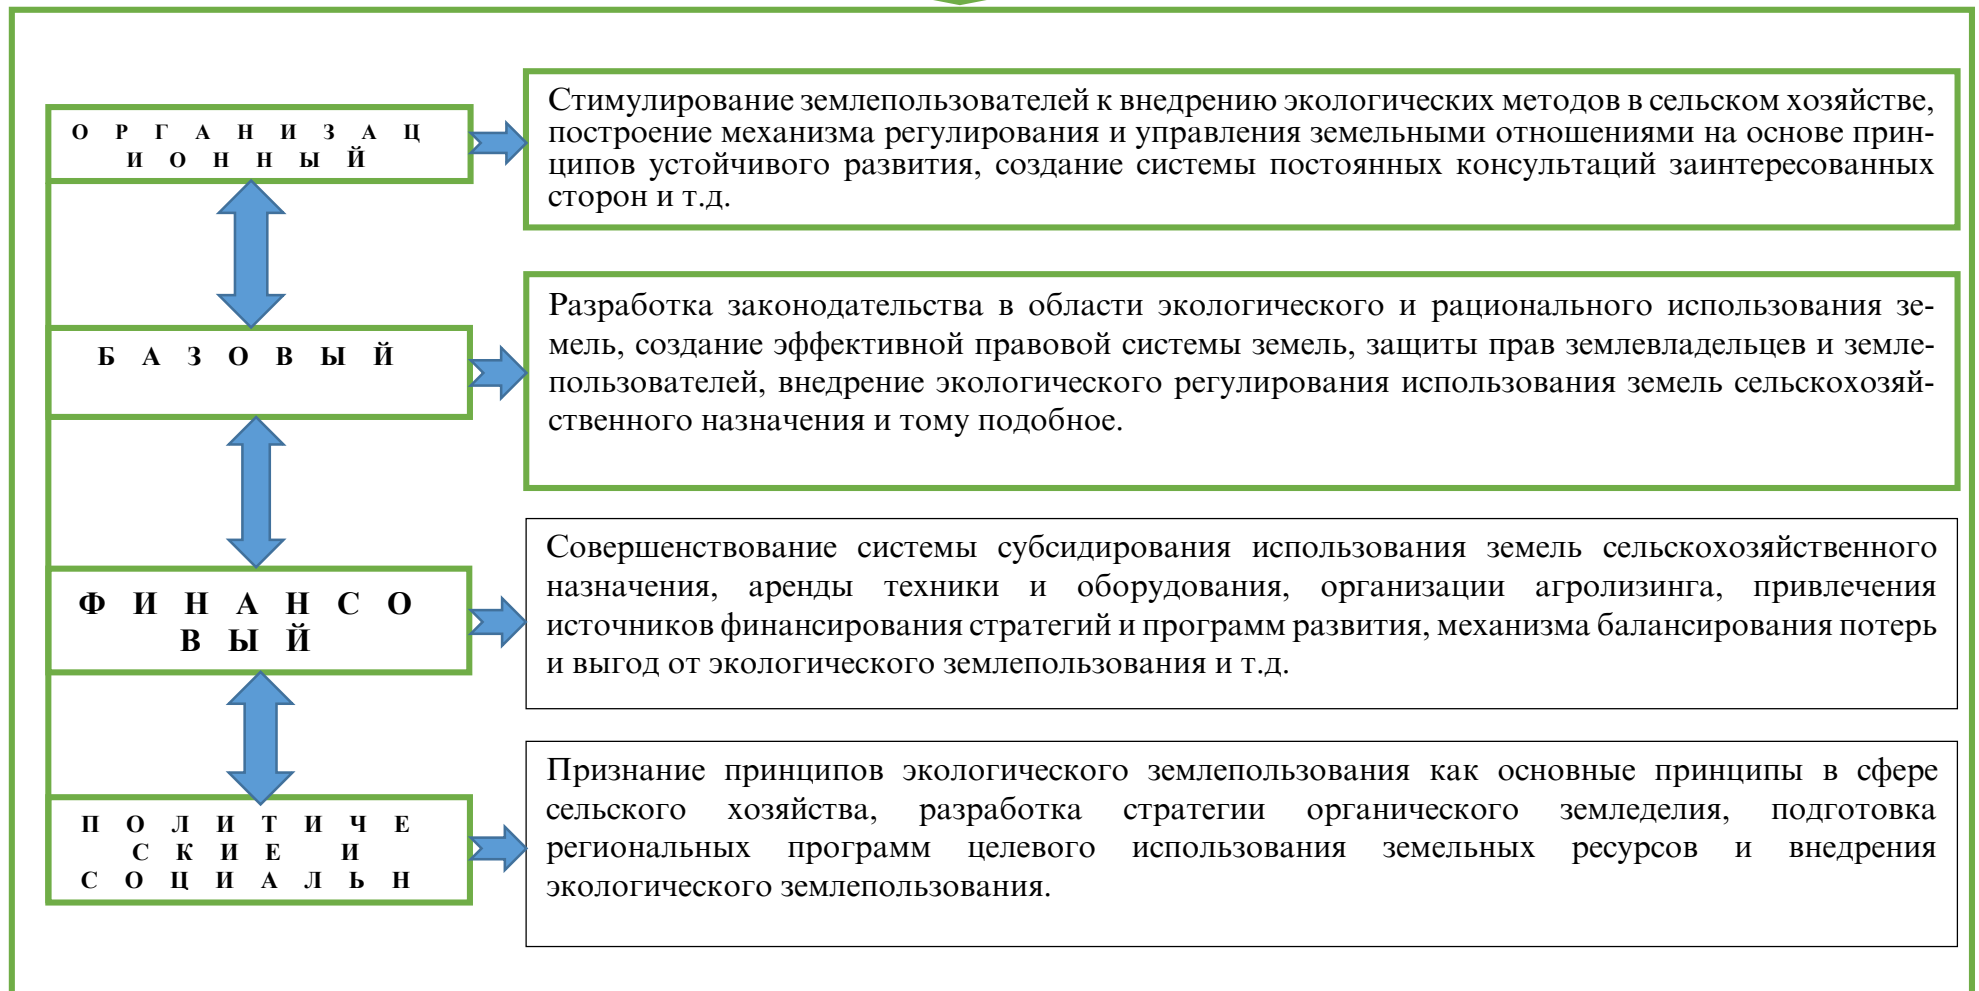 О Р Г А Н И З А Ц
И О Н Н Ы Й
Стимулирование землепользователей к внедрению экологических методов в сельском хозяйстве,
построение механизма регулирования и управления земельными отношениями на основе прин-
ципов устойчивого развития, создание системы постоянных консультаций заинтересованных
сторон и т.д.
Б А З О В Ы Й
Разработка законодательства в области экологического и рационального использования зе-
мель, создание эффективной правовой системы земель, защиты прав землевладельцев и земле-
пользователей, внедрение экологического регулирования использования земель сельскохозяй-
ственного назначения и тому подобное.
Ф И Н А Н С О
В Ы Й
Совершенствование системы субсидирования использования земель сельскохозяйственного
назначения, аренды техники и оборудования, организации агролизинга, привлечения
источников финансирования стратегий и программ развития, механизма балансирования потерь
и выгод от экологического землепользования и т.д.
П О Л И Т И Ч Е
С К И Е И
С О Ц И А Л Ь Н
Признание принципов экологического землепользования как основные принципы в сфере
сельского хозяйства, разработка стратегии органического земледелия, подготовка
региональных программ целевого использования земельных ресурсов и внедрения
экологического землепользования.